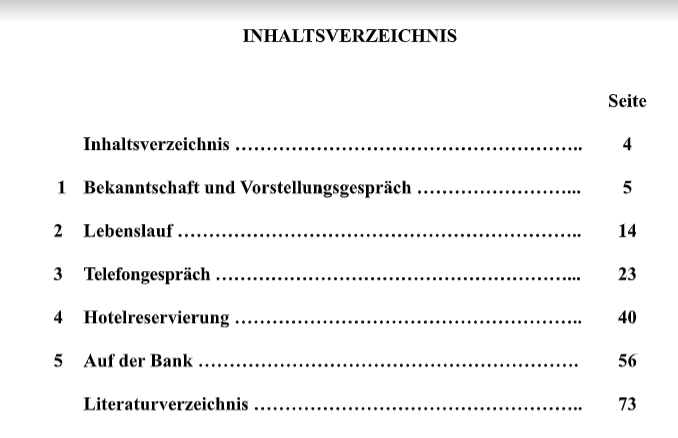 INHALTSVERZEICHNIS
Seite
Inhaltsverzeichnis ……………………………………………….. 4
1 Bekanntschaft und Vorstellungsgespräch ……………………... 5
2 Lebenslauf ……………………………………………………….. 14
3 Telefongespräch …………………………………………………... 23
4 Hotelreservierung ……………………………………………….. 40
5 Auf der Bank ……………………………………………………. 56
Literaturverzeichnis …………………………………………….. 73